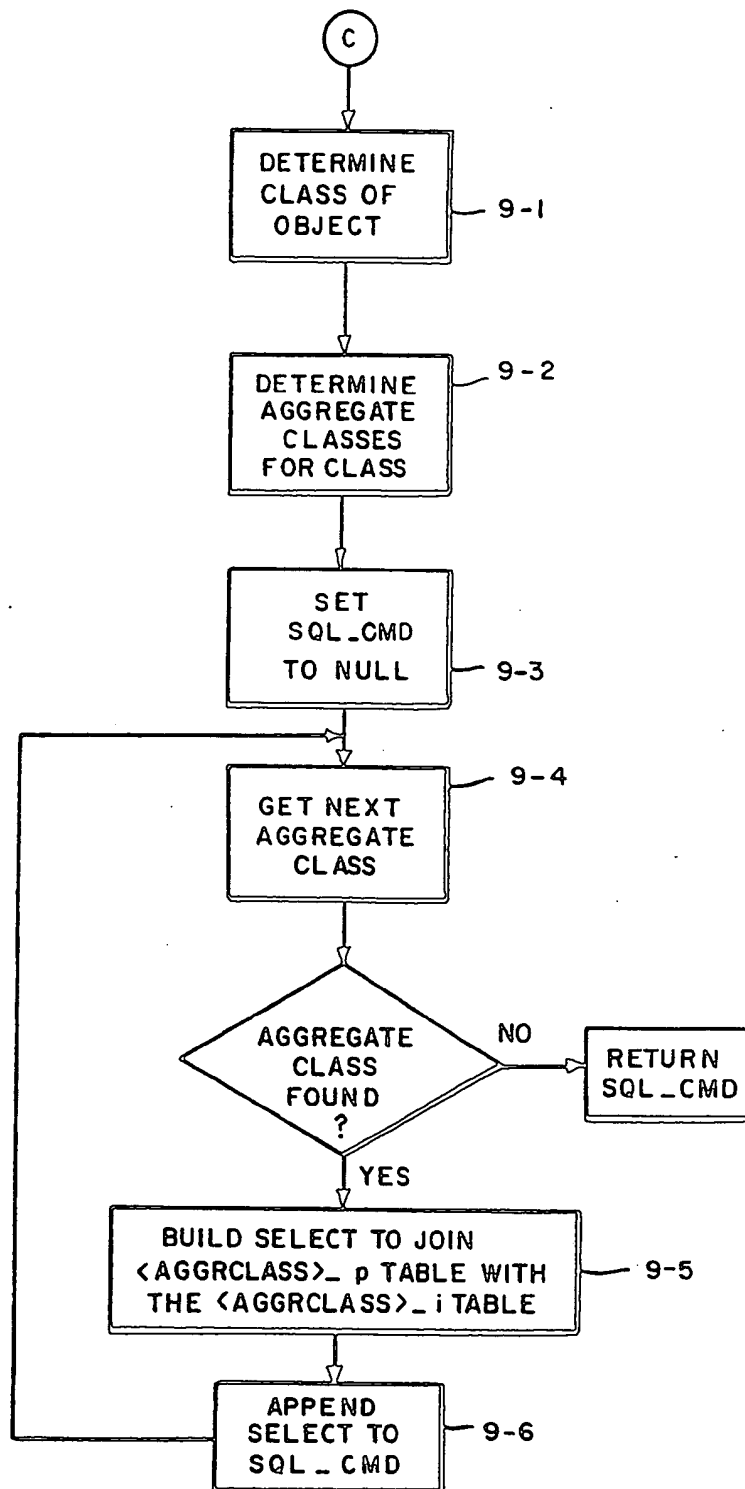 C
DETERMINE
CLASS OF
OBJECT
9-1
DETERMINE
AGGREGATE
CLASSES
FOR CLASS
9-2
SET
SQL_CMD
TO NULL
9-3
GET NEXT
AGGREGATE
CLASS
9-4
AGGREGATE
CLASS
FOUND
?
NO
RETURN
SQL_CMD
YES
BUILD SELECT TO JOIN
<AGGRCLASS>_p TABLE WITH
THE <AGGRCLASS>_i TABLE
9-5
APPEND
SELECT TO
SQL_CMD
9-6